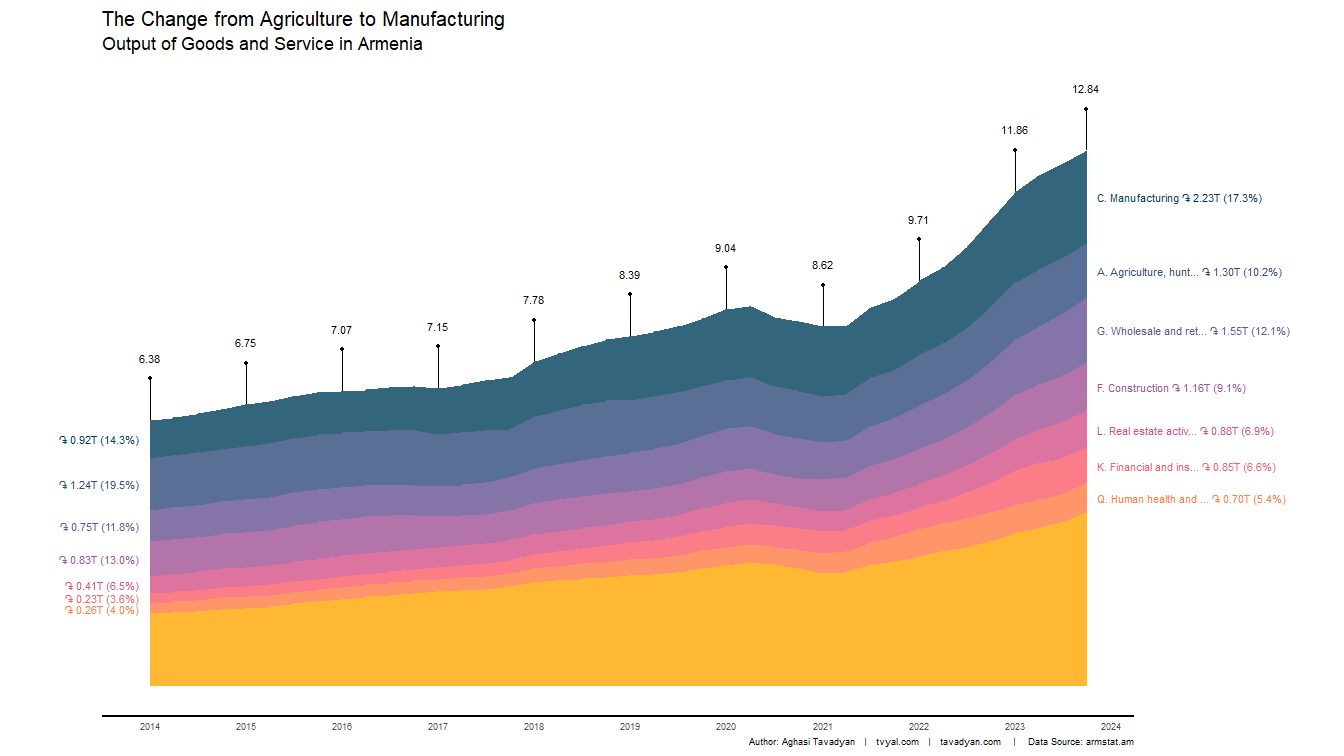 The Change from Agriculture to Manufacturing
Output of Goods and Service in Armenia
12.84
11.86
9.71
9.04
8.62
8.39
7.78
7.15
7.07
6.75
6.38
C. Manufacturing ֏ 2.23T (17.3%)
A. Agriculture, hunt... ֏ 1.30T (10.2%)
G. Wholesale and ret... ֏ 1.55T (12.1%)
F. Construction ֏ 1.16T (9.1%)
L. Real estate activ... ֏ 0.88T (6.9%)
K. Financial and ins... ֏ 0.85T (6.6%)
Q. Human health and ... ֏ 0.70T (5.4%)
֏ 0.92T (14.3%)
֏ 1.24T (19.5%)
֏ 0.75T (11.8%)
֏ 0.83T (13.0%)
֏ 0.41T (6.5%)
֏ 0.23T (3.6%)
֏ 0.26T (4.0%)
2014 2015 2016 2017 2018 2019 2020 2021 2022 2023 2024
Author: Aghasi Tavadyan | tvyal.com | tavadyan.com | Data Source: armstat.am